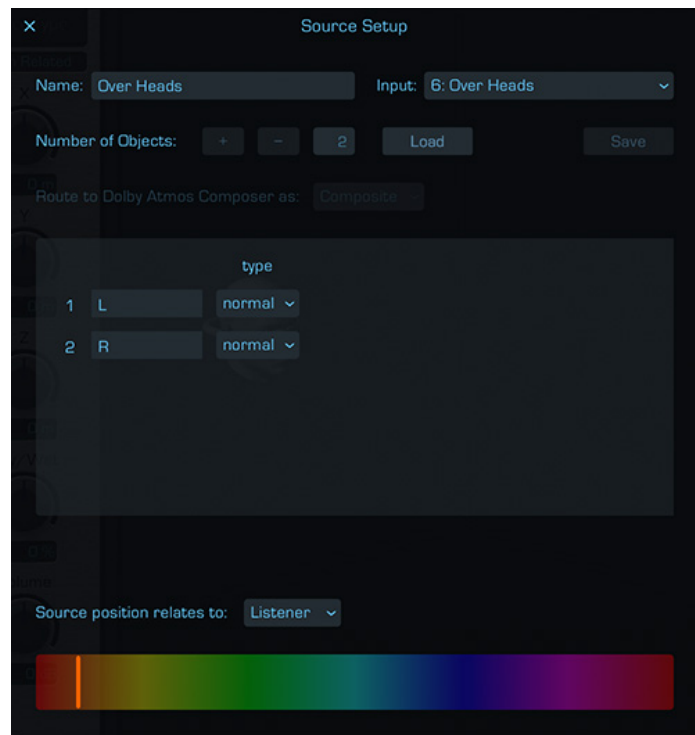 × Source Setup
Name: Over Heads Input: 6: Over Heads
Number of Objects: + - 2 Load Save
Route to Dolby Atmos Composer as: Composite
type
1 L normal
2 R normal
Source position relates to: Listener